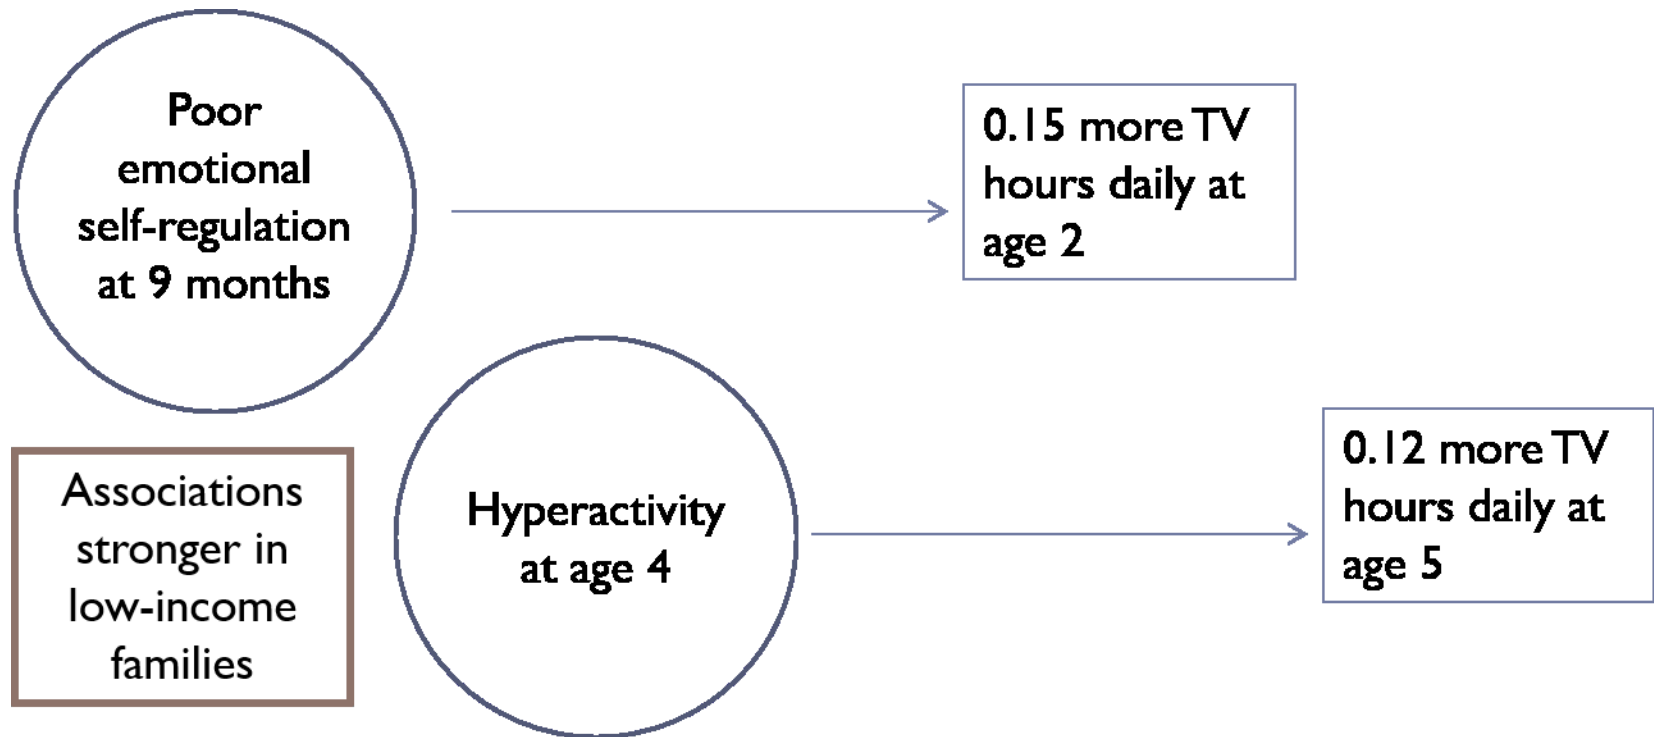 Poor
emotional
self-regulation
at 9 months
0.15 more TV
hours daily at
age 2
Associations
stronger in
low-income
families
Hyperactivity
at age 4
0.12 more TV
hours daily at
age 5